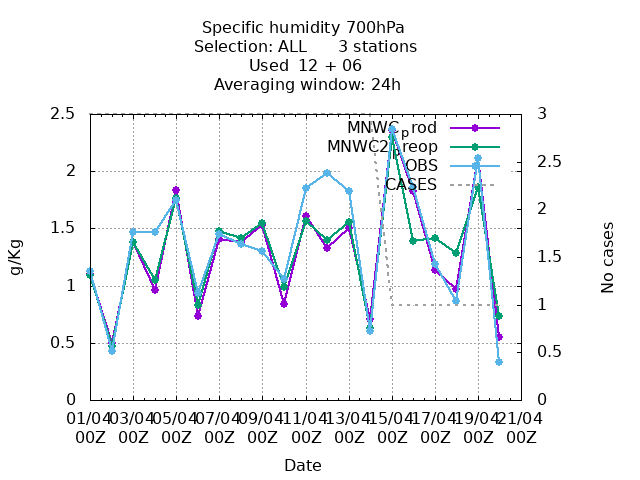 Specific humidity 700hPa
Selection: ALL 3 stations
Used 12 + 06
Averaging window: 24h
2.5
2
1.5
1
0.5
0
3
2.5
2
1.5
1
0.5
0
g/Kg
No cases
MNWC_prod
MNWC2_preop
OBS
CASES
01/04 03/04 05/04 07/04 09/04 11/04 13/04 15/04 17/04 19/04 21/04
00Z 00Z 00Z 00Z 00Z 00Z 00Z 00Z 00Z 00Z 00Z
Date